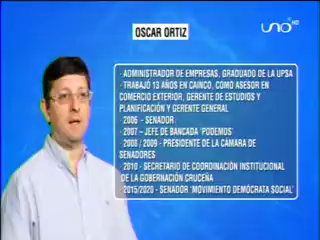 OSCAR ORTIZ
UNO HD
· ADMINISTRADOR DE EMPRESAS, GRADUADO DE LA UPSA
· TRABAJÓ 13 AÑOS EN CAINCO, COMO ASESOR EN
COMERCIO EXTERIOR, GERENTE DE ESTUDIOS Y
PLANIFICACIÓN Y GERENTE GENERAL
· 2006 - SENADOR
· 2007 - JEFE DE BANCADA 'PODEMOS'
· 2008 / 2009 - PRESIDENTE DE LA CÁMARA DE
SENADORES
· 2010 - SECRETARIO DE COORDINACIÓN INSTITUCIONAL
DE LA GOBERNACIÓN CRUCEÑA
· 2015/2020 - SENADOR 'MOVIMIENTO DEMÓCRATA SOCIAL'